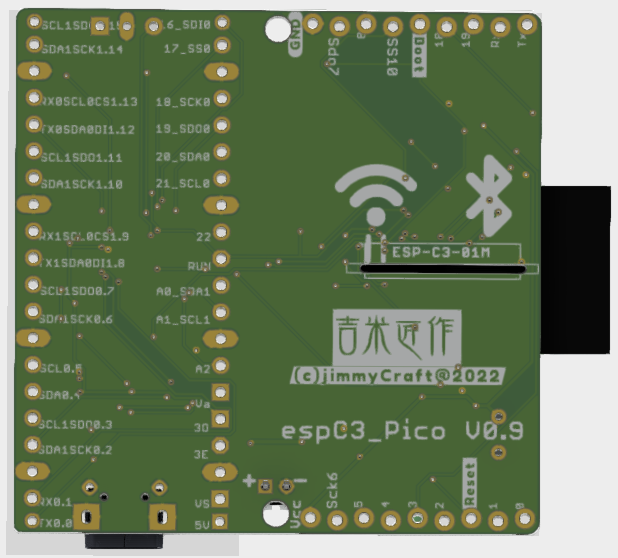 SCL1SDO1.15
SDA1SCK1.14
RX0SCL0CS1.13
TX0SDA0DI1.12
SCL1SDO1.11
SDA1SCK1.10
RX1SCL0CS1.9
TX1SDA0DI1.8
SCL1SDO0.7
SDA1SCK0.6
SCL0.5
SDA0.4
SCL1SDO0.3
SDA1SCK0.2
RX0.1
TX0.0
16_SDI0
17_SS0
18_SCK0
19_SDO0
20_SDA0
21_SCL0
22
RUN
A0_SDA1
A1_SCL1
A2
Va
3O
3E
VS
5V
GND
Sdo7
8
SS10
Boot
18
19
Rx
Tx
ESP-C3-01M
吉米匠作
(c)jimmyCraft@2022
espC3_Pico V0.9
+ −
Vcc
Sck6
5
4
3
2
Reset
1
0